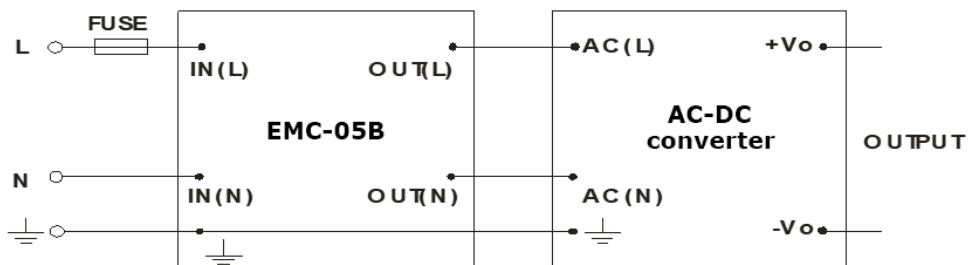 FUSE
L
IN(L)
OUT(L)
AC(L)
+Vo
EMC-05B
AC-DC
converter
OUTPUT
N
IN(N)
OUT(N)
AC(N)
-Vo